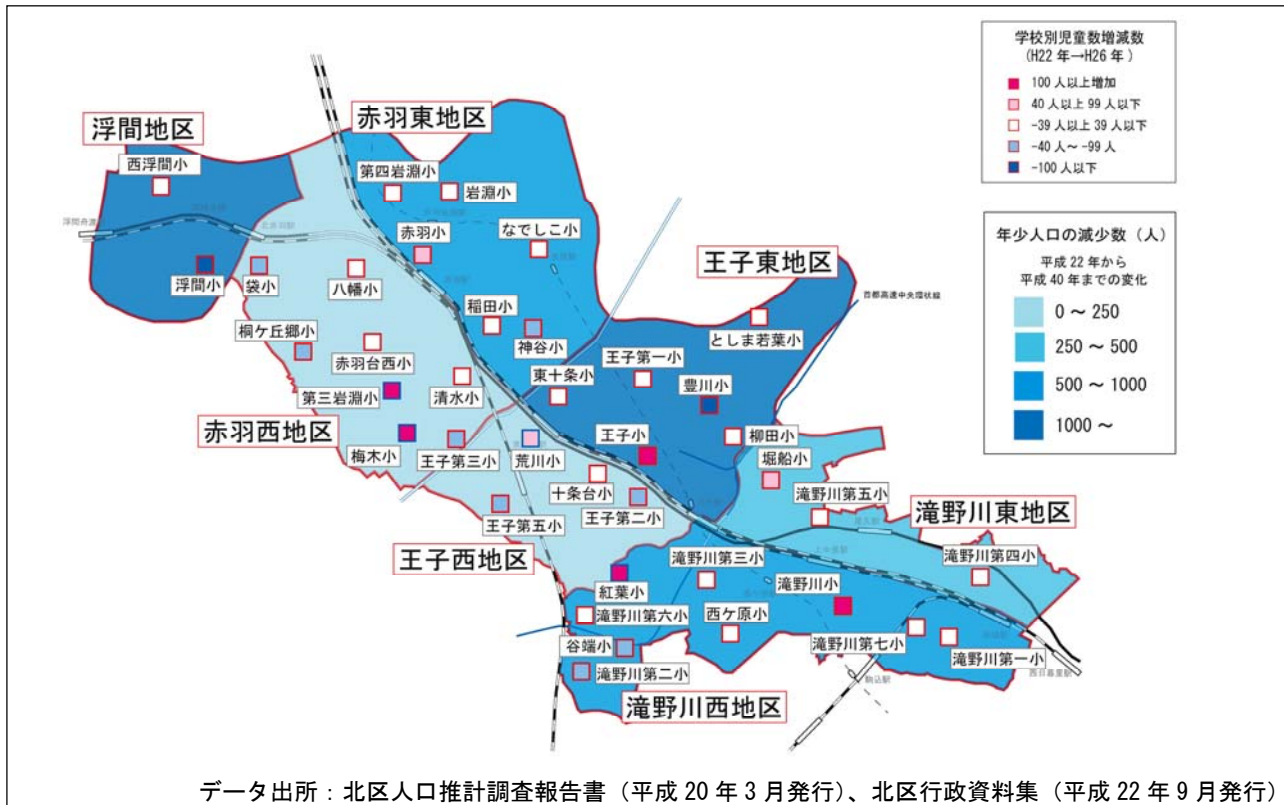 学校別児童数増減数
(H22年→H26年)
100人以上増加
40人以上99人以下
-39人以上39人以下
-40人～-99人
-100人以下
年少人口の減少数（人）
平成22年から
平成40年までの変化
0～250
250～500
500～1000
1000～
浮間地区
西浮間小
浮間小
赤羽東地区
第四岩淵小
岩淵小
赤羽小
なでしこ小
稲田小
神谷小
王子東地区
首都高速中央環状線
としま若葉小
王子第一小
東十条小
豊川小
王子小
柳田小
袋小
八幡小
桐ケ丘郷小
赤羽台西小
第三岩淵小
清水小
赤羽西地区
梅木小
王子第三小
荒川小
十条台小
王子第二小
王子第五小
王子西地区
堀船小
滝野川第五小
滝野川東地区
滝野川第四小
紅葉小
滝野川第三小
滝野川小
滝野川第六小
西ケ原小
谷端小
滝野川第七小
滝野川第一小
滝野川第二小
滝野川西地区
駒込駅
西日暮里駅
データ出所：北区人口推計調査報告書（平成20年3月発行）、北区行政資料集（平成22年9月発行）